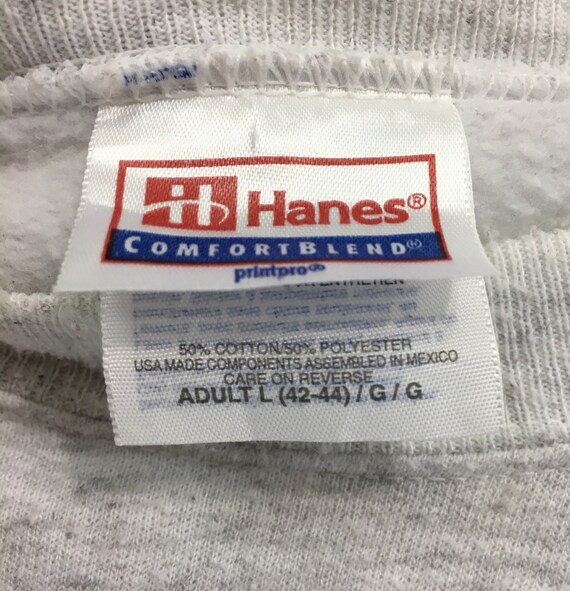 Hanes®
COMFORTBLEND®
printpro®
50% COTTON/50% POLYESTER
USA MADE COMPONENTS ASSEMBLED IN MEXICO
CARE ON REVERSE
ADULT L (42-44) / G / G